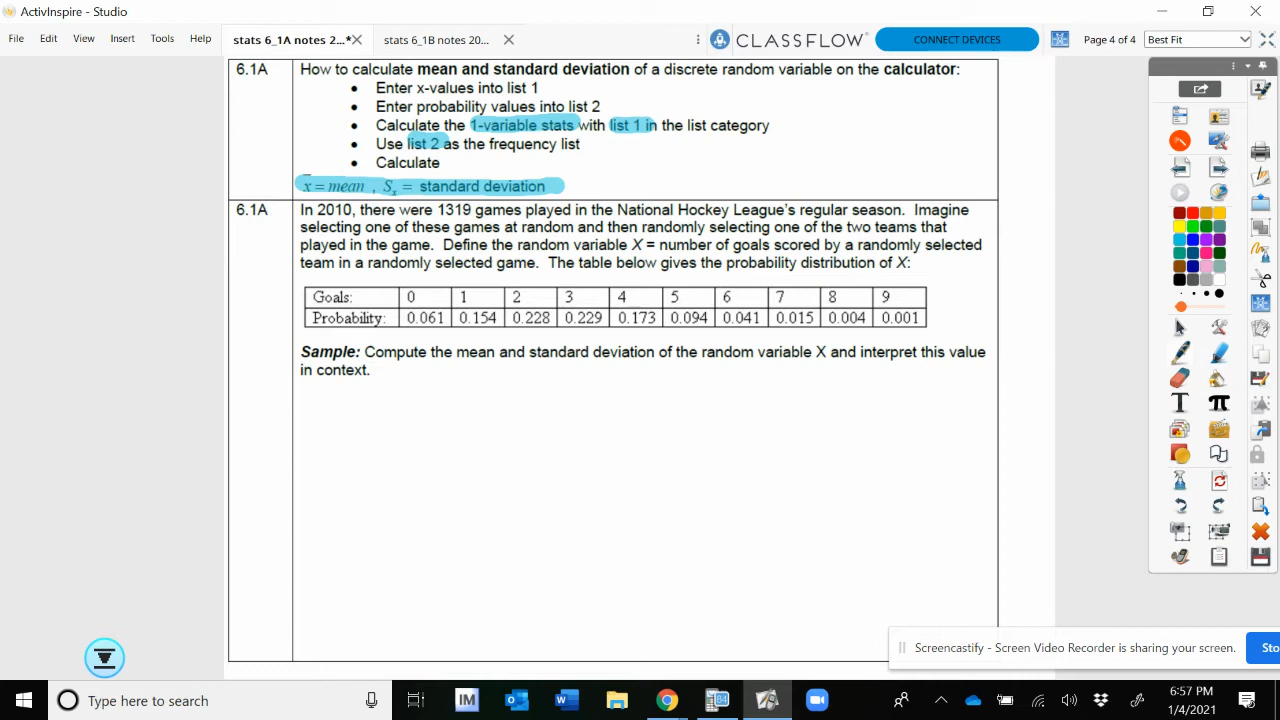 ActivInspire - Studio
File Edit View Insert Tools Help
stats 6_1A notes 2...*
stats 6_1B notes 20...
CLASSFLOW
CONNECT DEVICES
Page 4 of 4
Best Fit
6.1A
How to calculate mean and standard deviation of a discrete random variable on the calculator:
• Enter x-values into list 1
• Enter probability values into list 2
• Calculate the 1-variable stats with list 1 in the list category
• Use list 2 as the frequency list
• Calculate
x̄ = mean , Sx = standard deviation
6.1A
In 2010, there were 1319 games played in the National Hockey League's regular season. Imagine
selecting one of these games at random and then randomly selecting one of the two teams that
played in the game. Define the random variable X = number of goals scored by a randomly selected
team in a randomly selected game. The table below gives the probability distribution of X:
Goals: 0 1 2 3 4 5 6 7 8 9
Probability: 0.061 0.154 0.228 0.229 0.173 0.094 0.041 0.015 0.004 0.001
Sample: Compute the mean and standard deviation of the random variable X and interpret this value
in context.
T π
Screencastify - Screen Video Recorder is sharing your screen.
Sto
Type here to search
IM
84
6:57 PM
1/4/2021